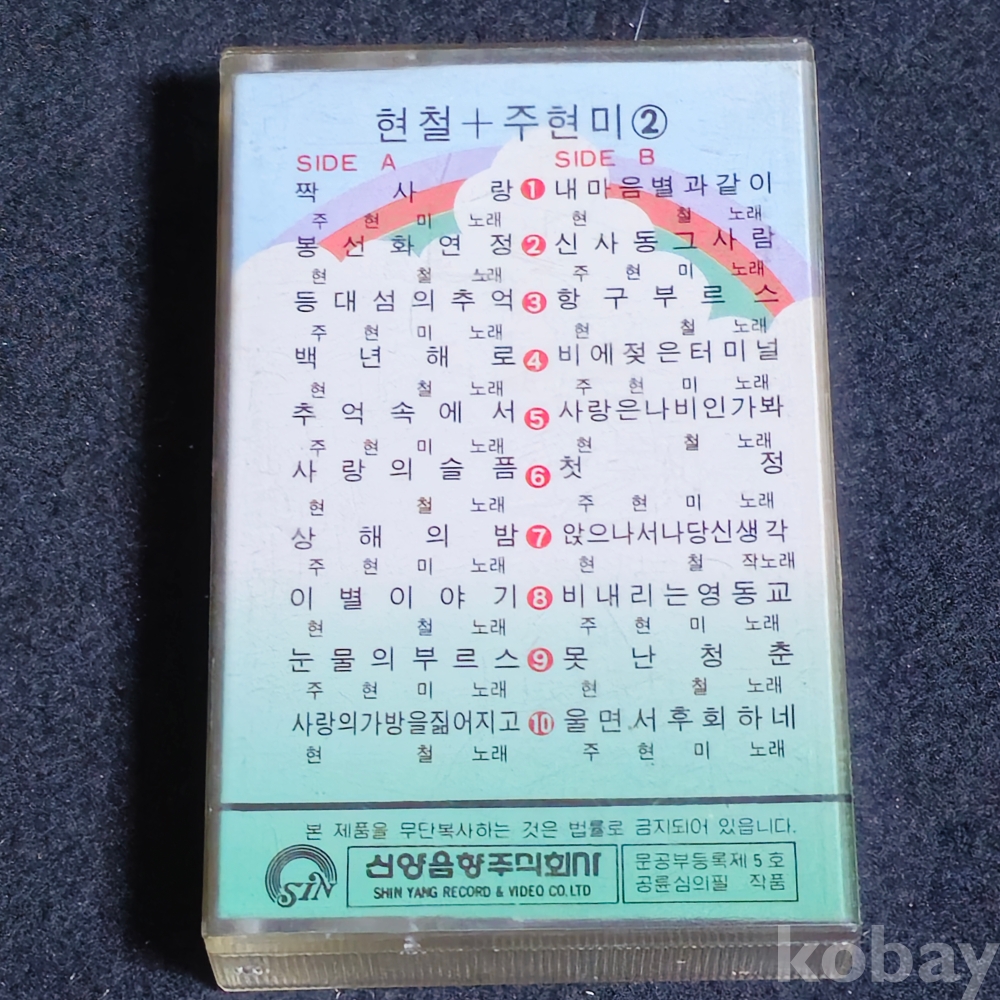 현철+주현미②
SIDE A SIDE B
짝사랑 1 내마음별과같이
주현미 노래 현철 노래
봉선화연정 2 신사동그사람
현철 노래 주현미 노래
등대섬의추억 3 항구부르스
주현미 노래 현철 노래
백년해로 4 비에젖은터미널
현철 노래 주현미 노래
추억속에서 5 사랑은나비인가봐
주현미 노래 현철 노래
사랑의슬픔 6 첫정
현철 노래 주현미 노래
상해의밤 7 앉으나서나당신생각
주현미 노래 현철 작노래
이별이야기 8 비내리는영동교
현철 노래 주현미 노래
눈물의부르스 9 못난청춘
주현미 노래 현철 노래
사랑의가방을짊어지고 10 울면서후회하네
현철 노래 주현미 노래
본 제품을 무단복사하는 것은 법률로 금지되어 있읍니다.
SIN
신양음향주식회사
SHIN YANG RECORD & VIDEO CO.LTD
문공부등록제 5 호
공륜심의필 작품
kobay